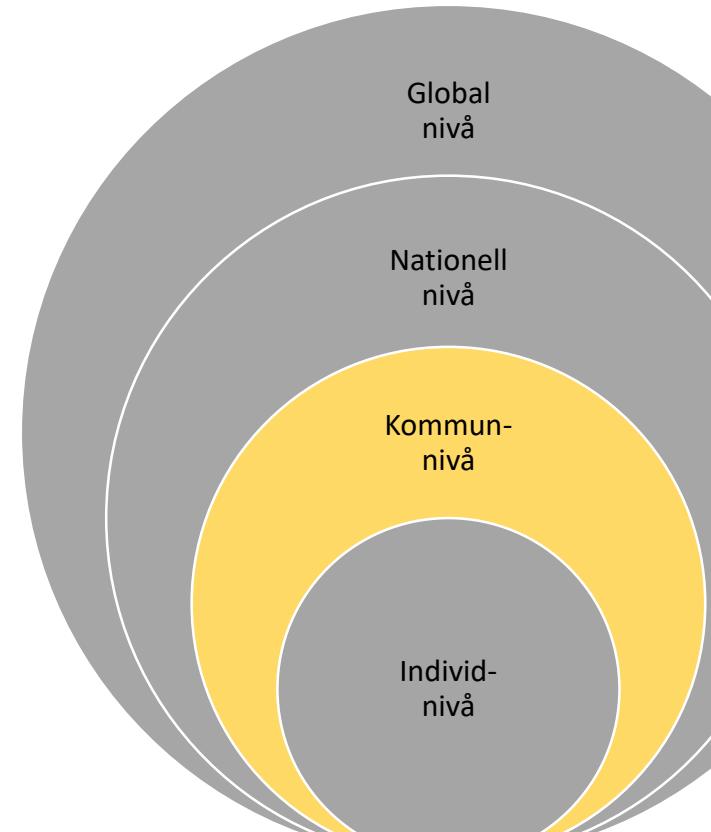 Global
nivå
Nationell
nivå
Kommun-
nivå
Individ-
nivå